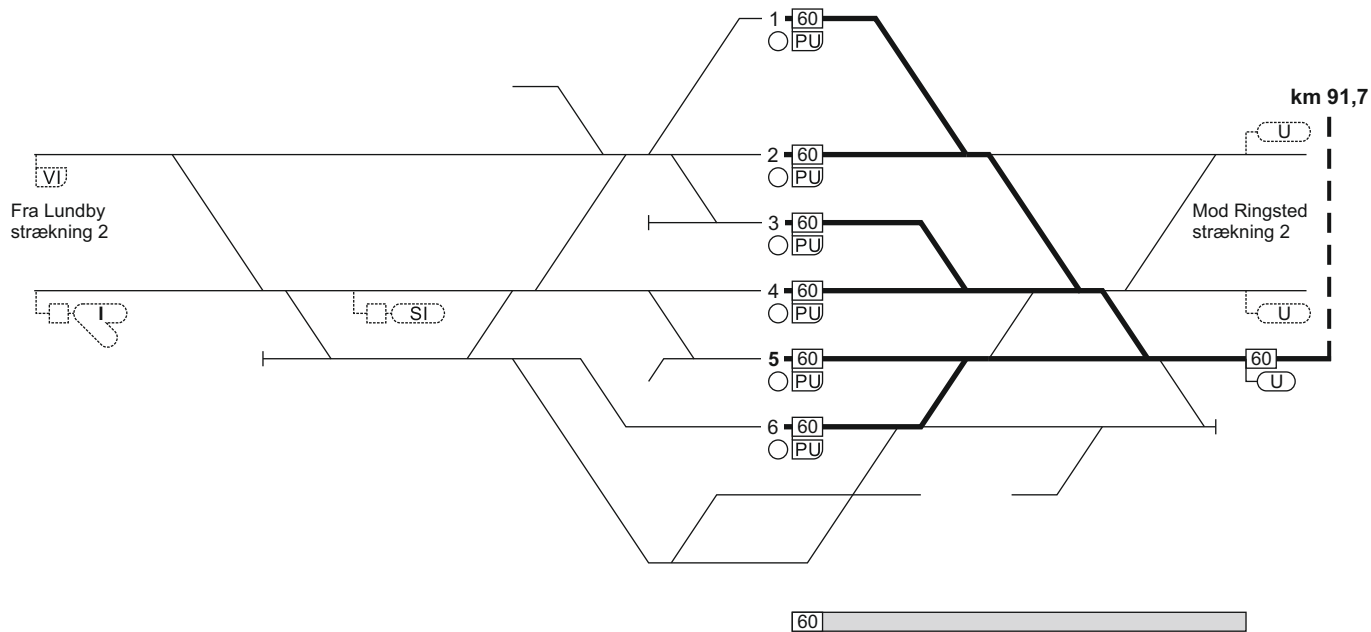 1 60
PU
km 91,7
U
2 60
PU
VI
Fra Lundby
strækning 2
3 60
PU
Mod Ringsted
strækning 2
4 60
PU
I
SI
U
5 60
PU
60
U
6 60
PU
60